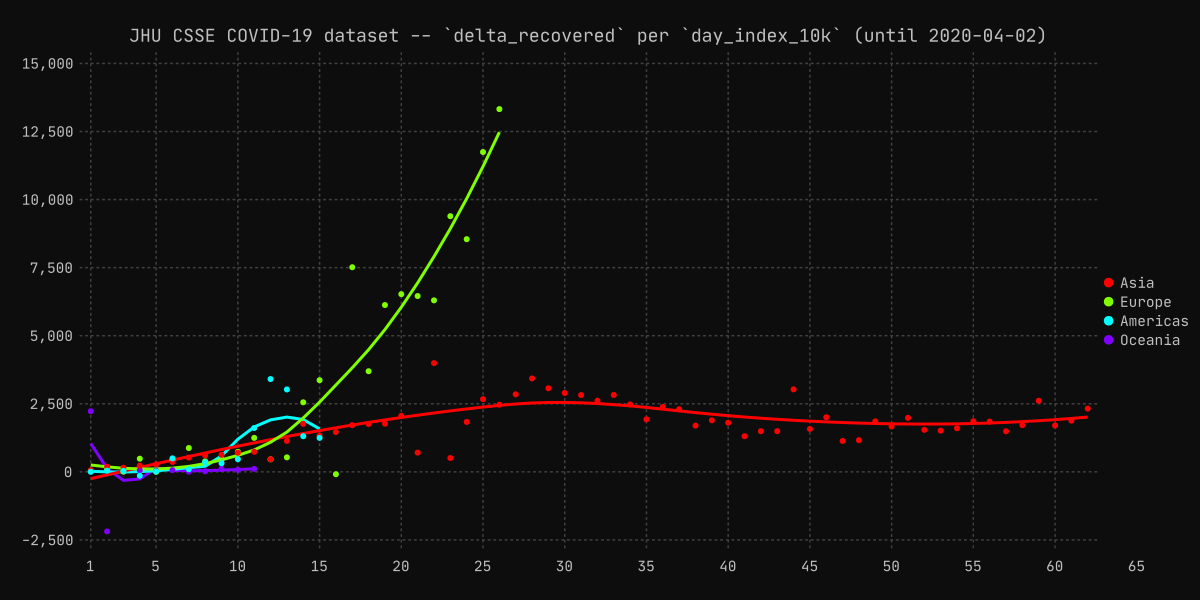 JHU CSSE COVID-19 dataset -- `delta_recovered` per `day_index_10k` (until 2020-04-02)
15,000
12,500
10,000
7,500
5,000
2,500
0
-2,500
1 5 10 15 20 25 30 35 40 45 50 55 60 65
Asia
Europe
Americas
Oceania